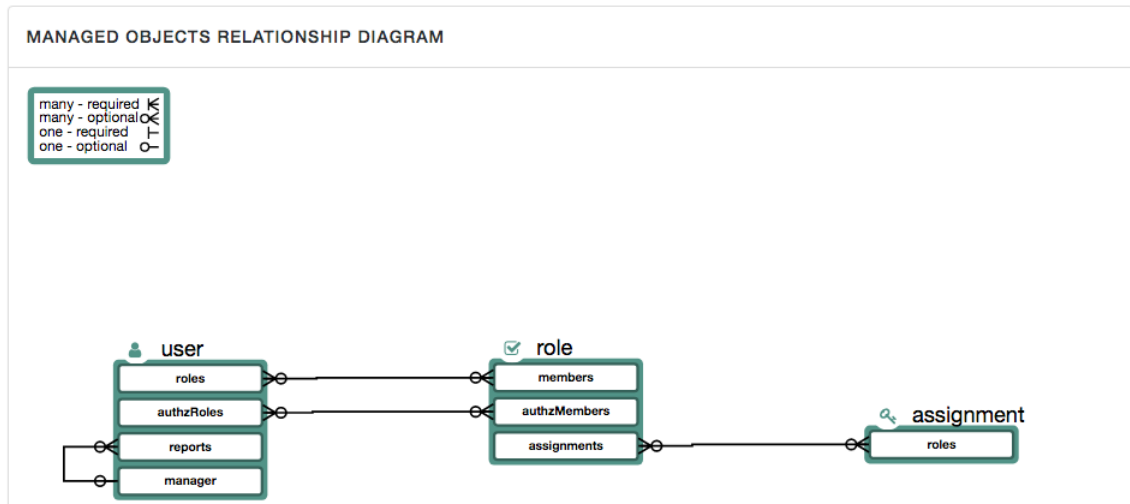 MANAGED OBJECTS RELATIONSHIP DIAGRAM
many - required
many - optional
one - required
one - optional
user
roles
authzRoles
reports
manager
role
members
authzMembers
assignments
assignment
roles